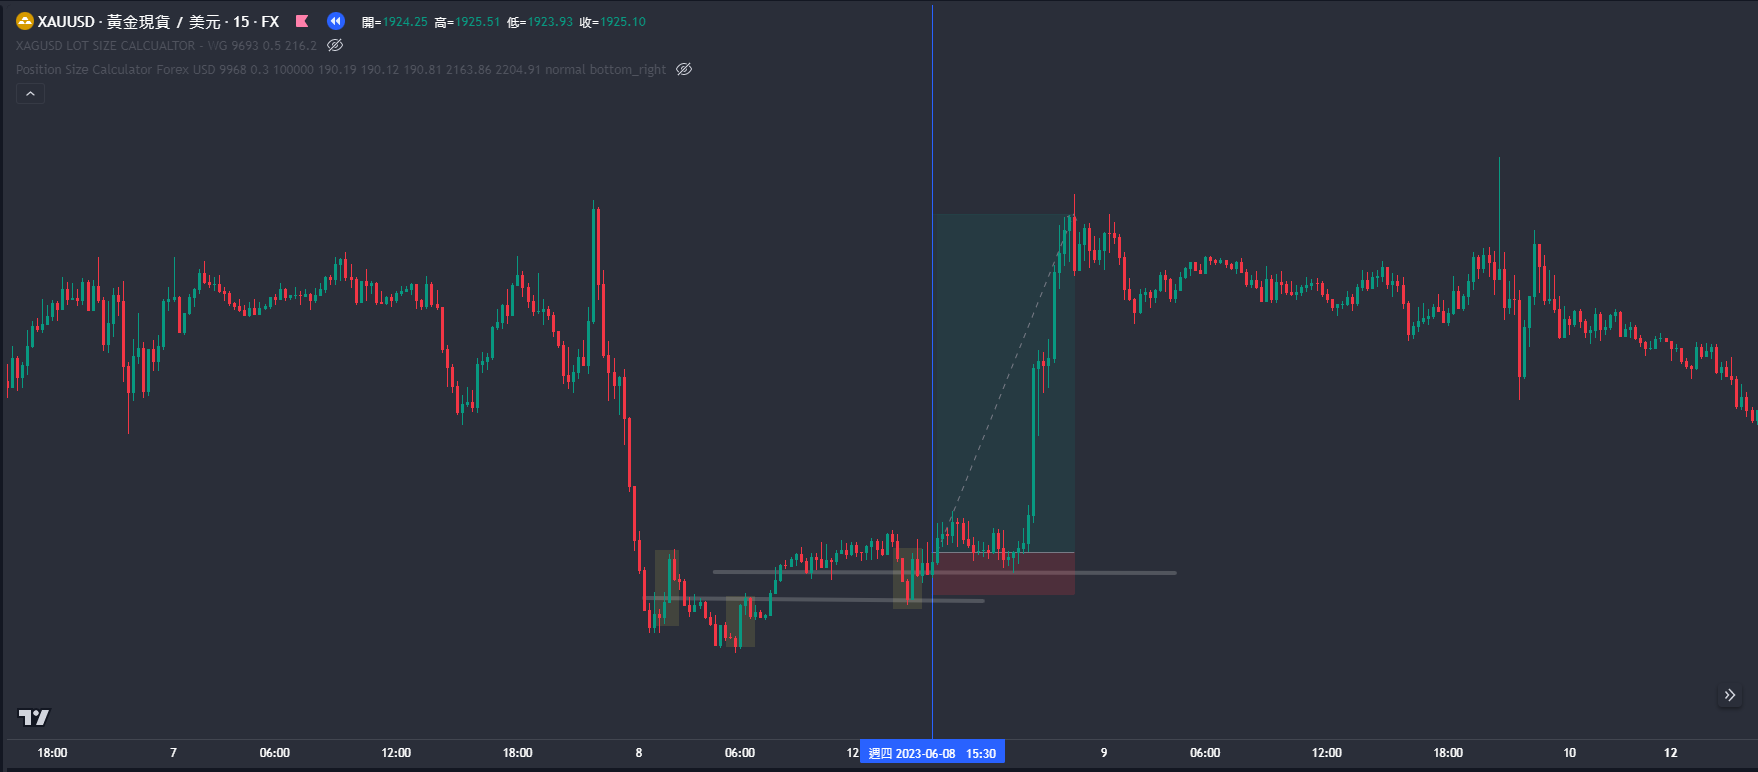 XAUUSD · 黃金現貨 / 美元 · 15 · FX 開=1924.25 高=1925.51 低=1923.93 收=1925.10
XAGUSD LOT SIZE CALCUALTOR - \/\/G 9693 0.5 216.2
Position Size Calculator Forex USD 9968 0.3 100000 190.19 190.12 190.81 2163.86 2204.91 normal bottom_right
18:00 7 06:00 12:00 18:00 8 06:00 12 週四 2023-06-08 15:30 9 06:00 12:00 18:00 10 12